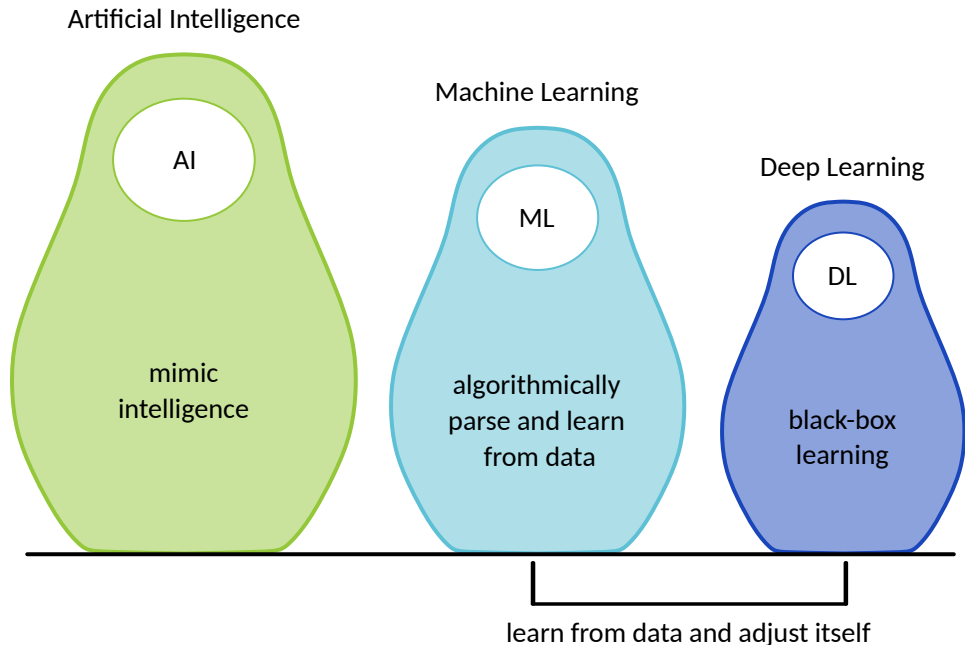 Artificial Intelligence
AI
mimic
intelligence
Machine Learning
ML
algorithmically
parse and learn
from data
Deep Learning
DL
black-box
learning
learn from data and adjust itself